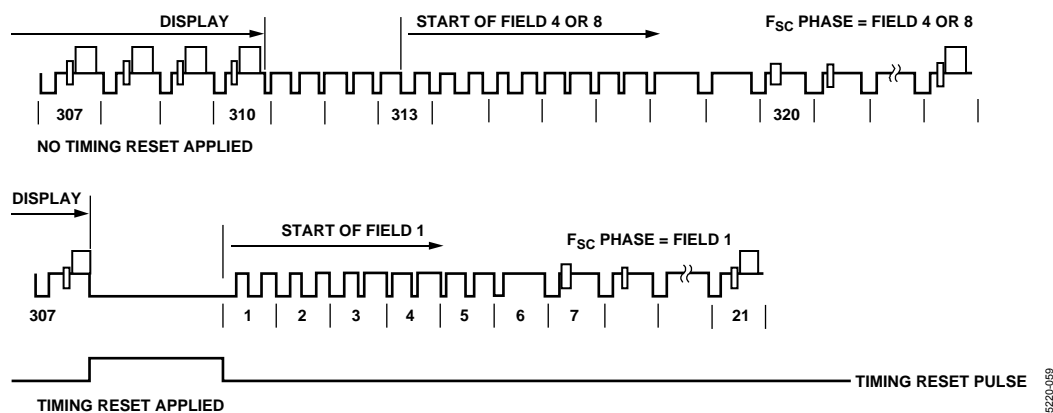 DISPLAY
START OF FIELD 4 OR 8
FSC PHASE = FIELD 4 OR 8
307
310
313
320
NO TIMING RESET APPLIED
DISPLAY
START OF FIELD 1
FSC PHASE = FIELD 1
307
1
2
3
4
5
6
7
21
TIMING RESET PULSE
TIMING RESET APPLIED
5220-059